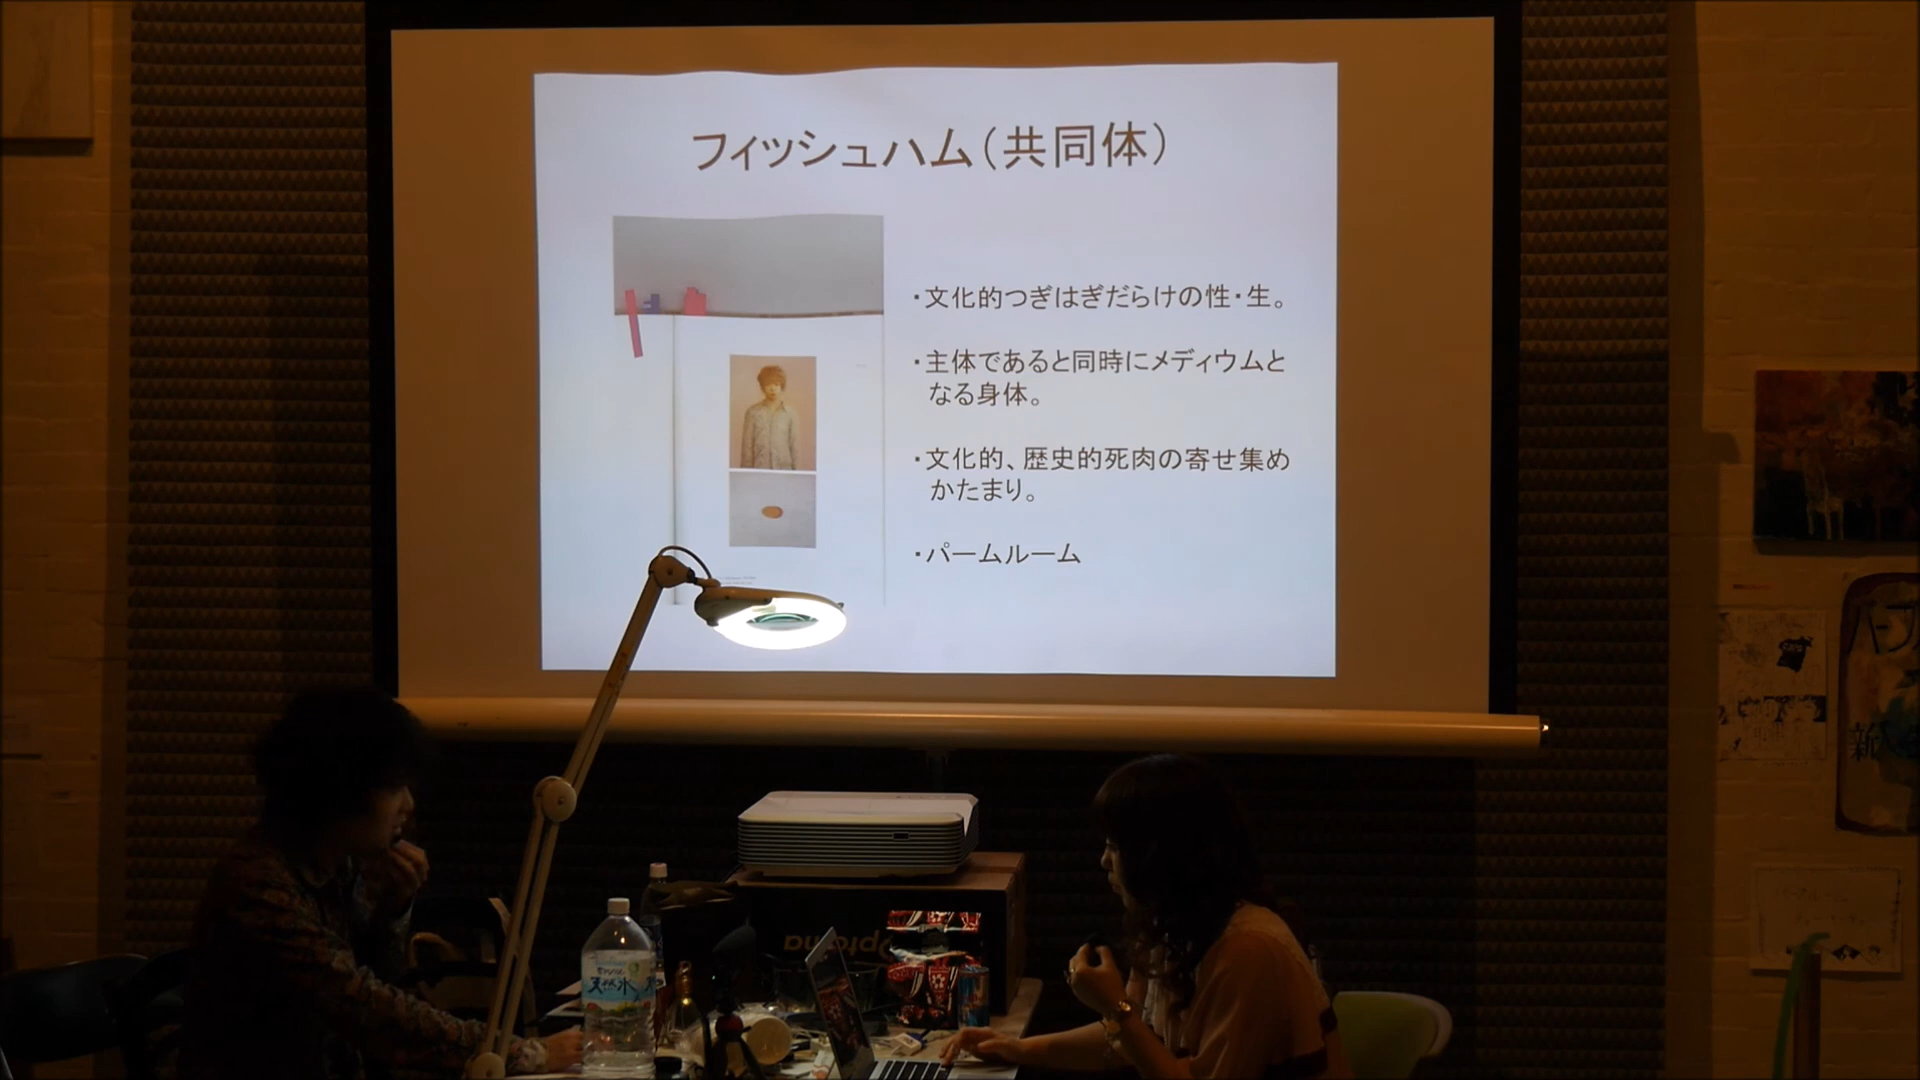 フィッシュハム（共同体）
・文化的つぎはぎだらけの性・生。
・主体であると同時にメディウムと
なる身体。
・文化的、歴史的死肉の寄せ集め
かたまり。
・パームルーム
天然水